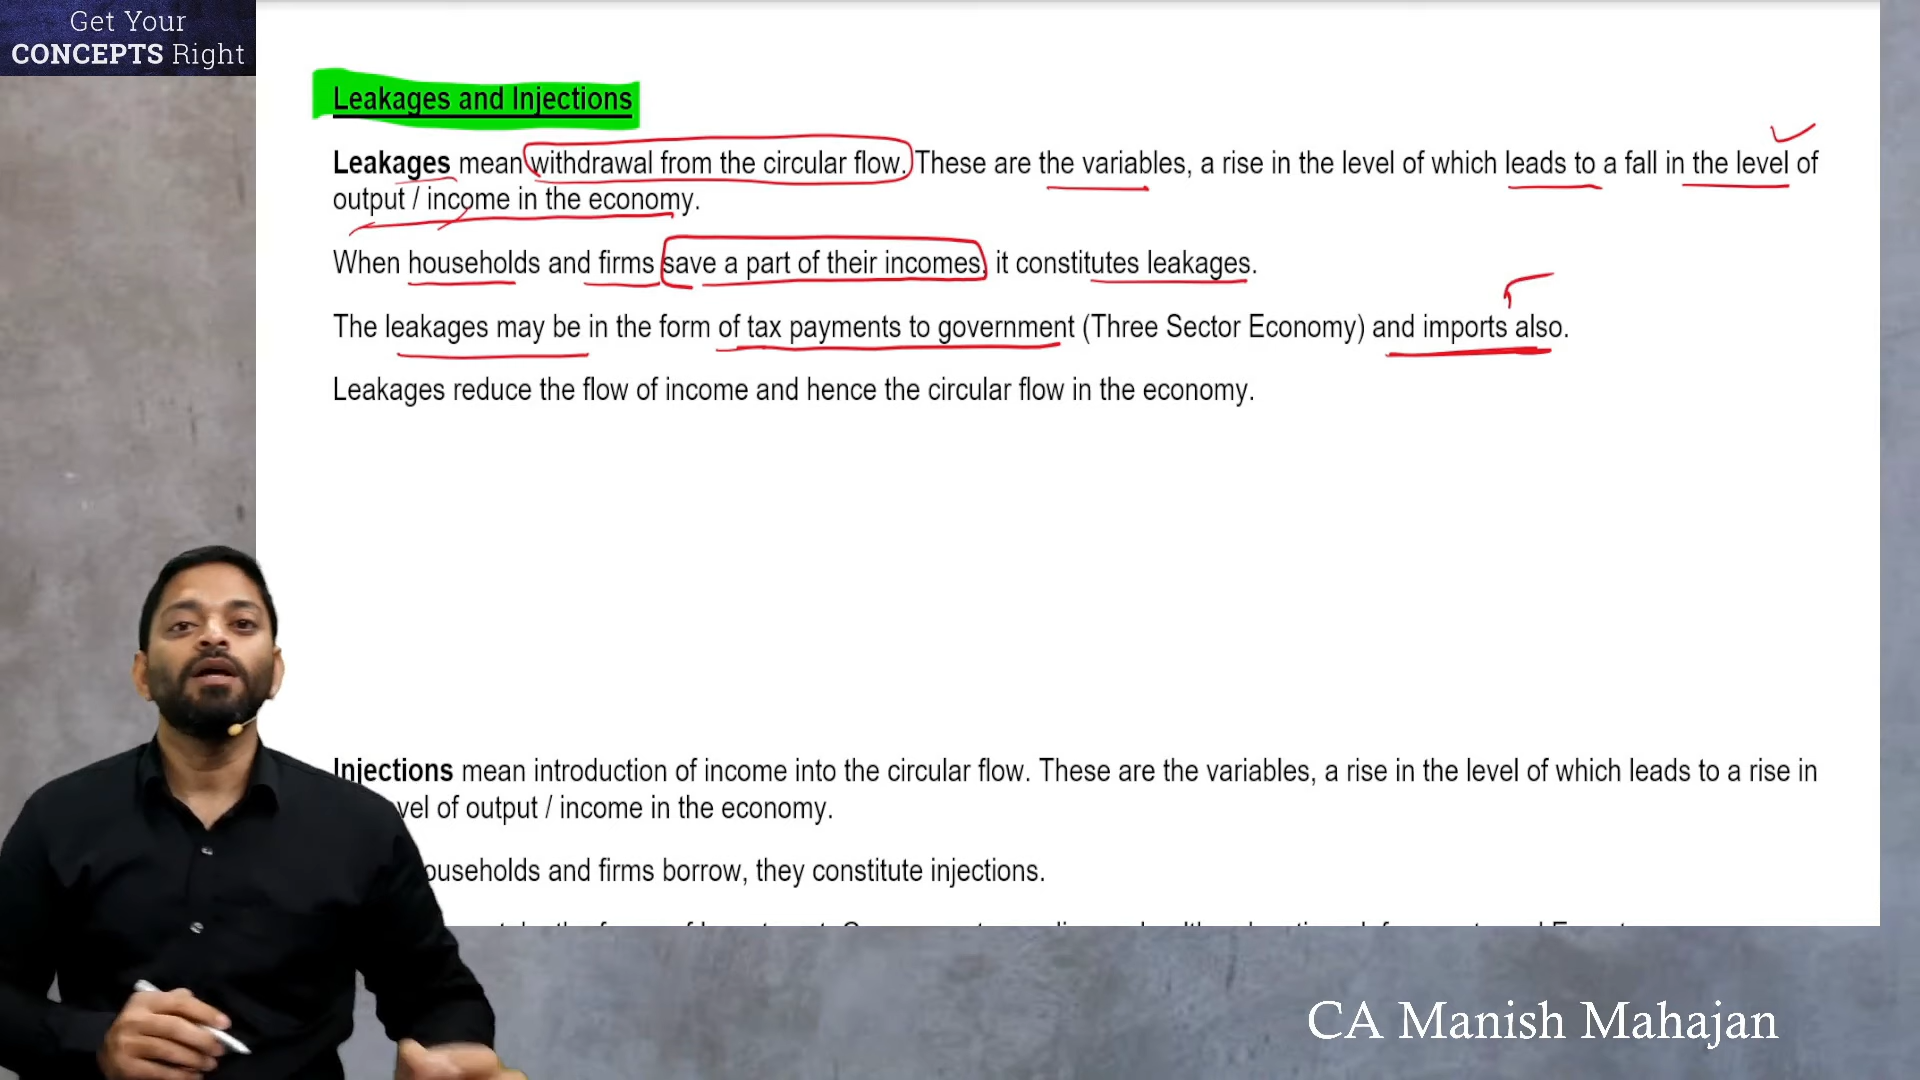 Get Your
CONCEPTS Right
Leakages and Injections
Leakages mean withdrawal from the circular flow. These are the variables, a rise in the level of which leads to a fall in the level of
output / income in the economy.
When households and firms save a part of their incomes, it constitutes leakages.
The leakages may be in the form of tax payments to government (Three Sector Economy) and imports also.
Leakages reduce the flow of income and hence the circular flow in the economy.
Injections mean introduction of income into the circular flow. These are the variables, a rise in the level of which leads to a rise in
of output / income in the economy.
and firms borrow, they constitute injections.
CA Manish Mahajan